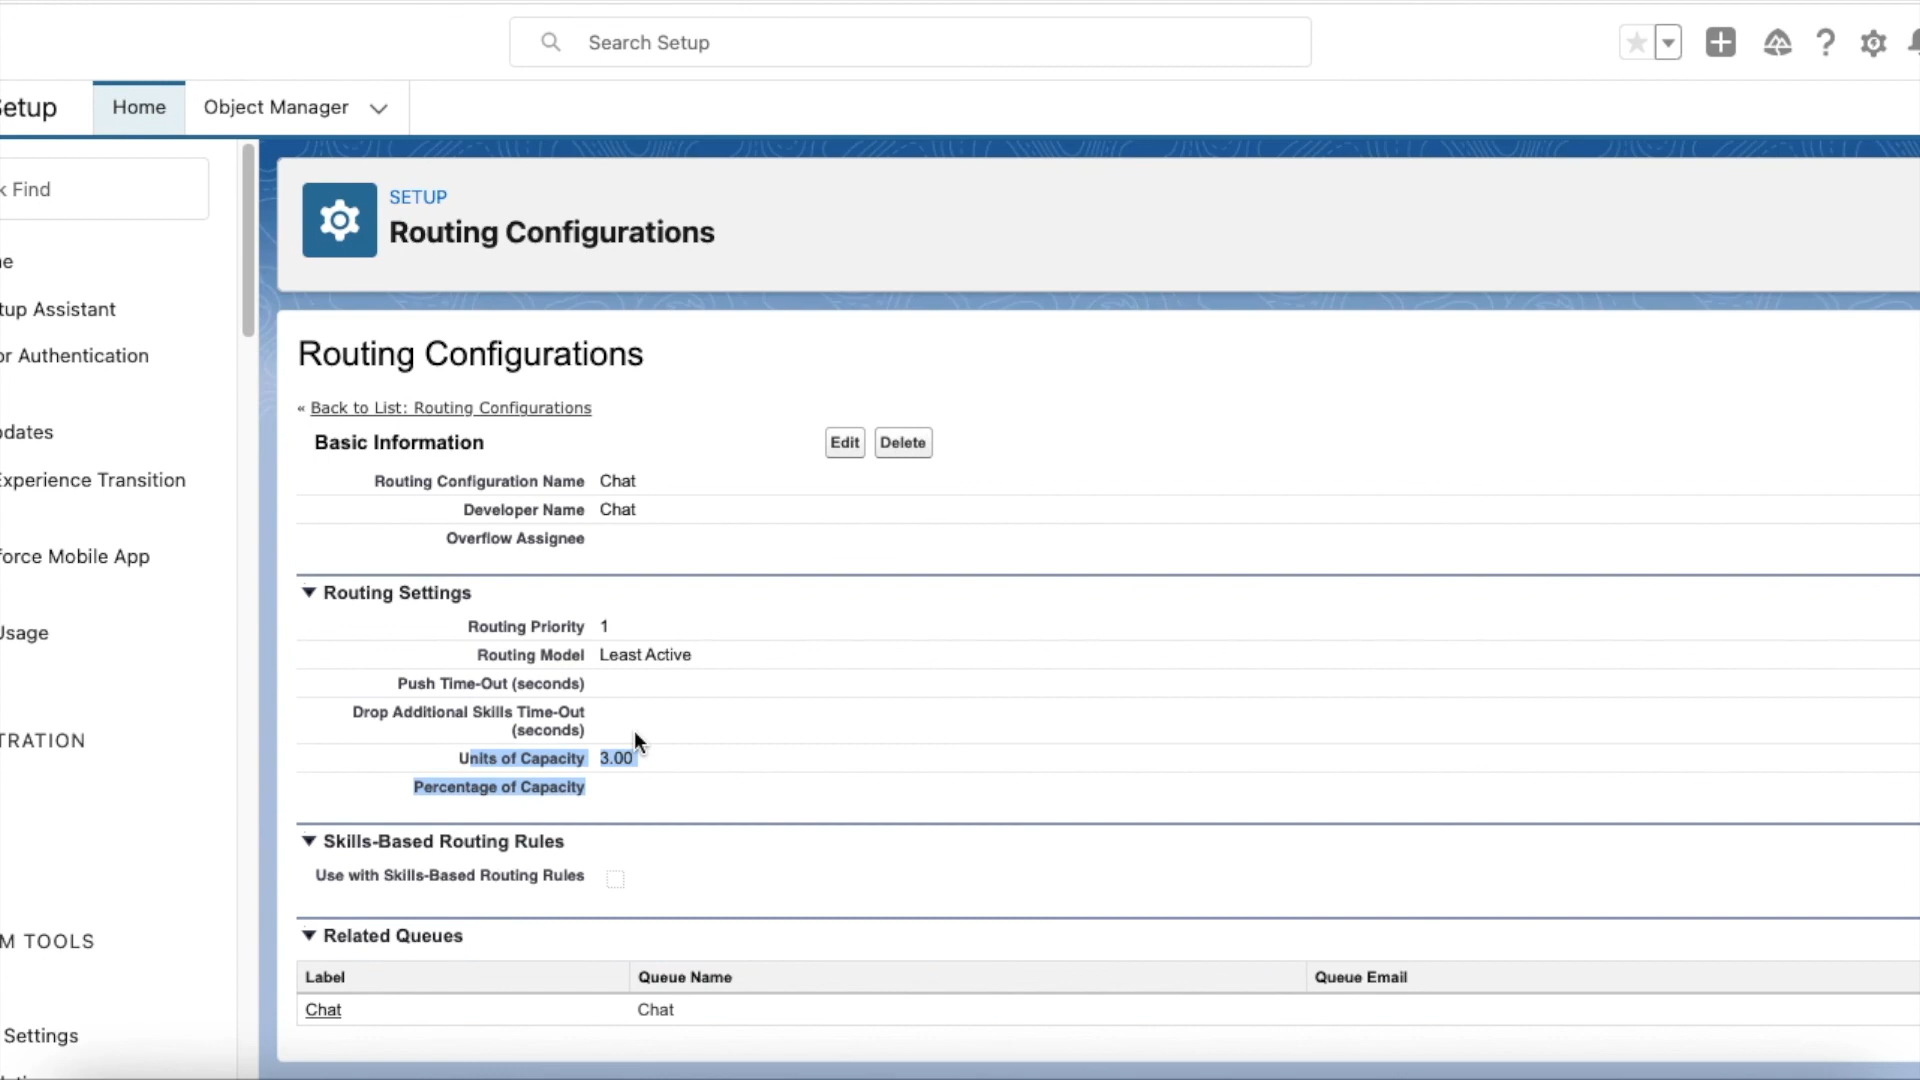 Search Setup
Setup
Home
Object Manager
k Find
SETUP
Routing Configurations
e
tup Assistant
or Authentication
dates
Experience Transition
force Mobile App
Usage
TRATION
M TOOLS
Settings
Routing Configurations
« Back to List: Routing Configurations
Basic Information
Edit
Delete
Routing Configuration Name Chat
Developer Name Chat
Overflow Assignee
Routing Settings
Routing Priority 1
Routing Model Least Active
Push Time-Out (seconds)
Drop Additional Skills Time-Out
(seconds)
Units of Capacity 3.00
Percentage of Capacity
Skills-Based Routing Rules
Use with Skills-Based Routing Rules
Related Queues
Label Queue Name Queue Email
Chat Chat